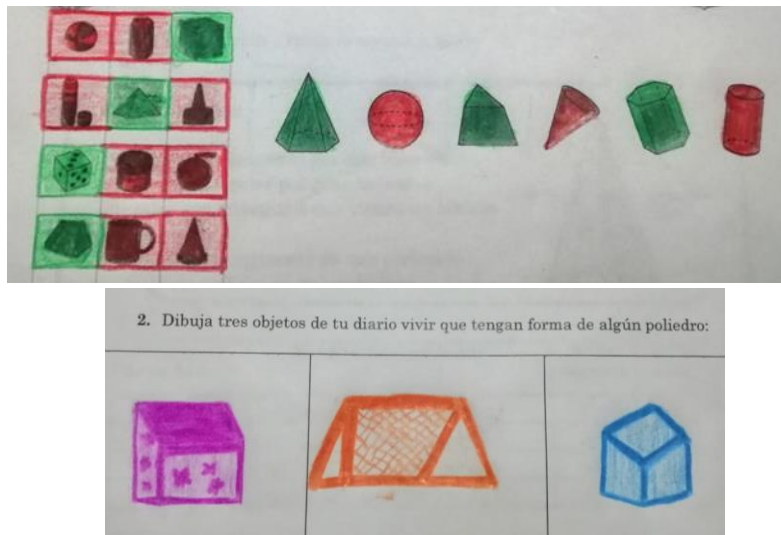 2. Dibuja tres objetos de tu diario vivir que tengan forma de algún poliedro: